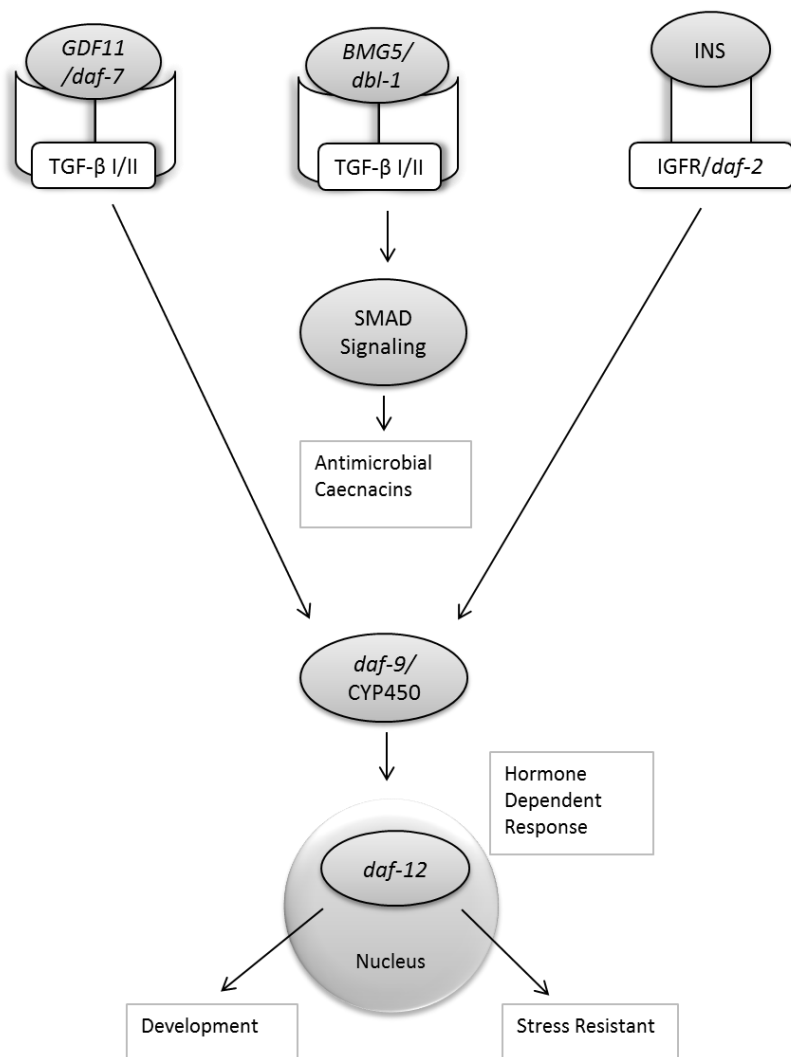 GDF11
/daf-7
TGF-β I/II
BMG5/
dbl-1
TGF-β I/II
INS
IGFR/daf-2
SMAD
Signaling
Antimicrobial
Caecnacins
daf-9/
CYP450
Hormone
Dependent
Response
daf-12
Nucleus
Development
Stress Resistant